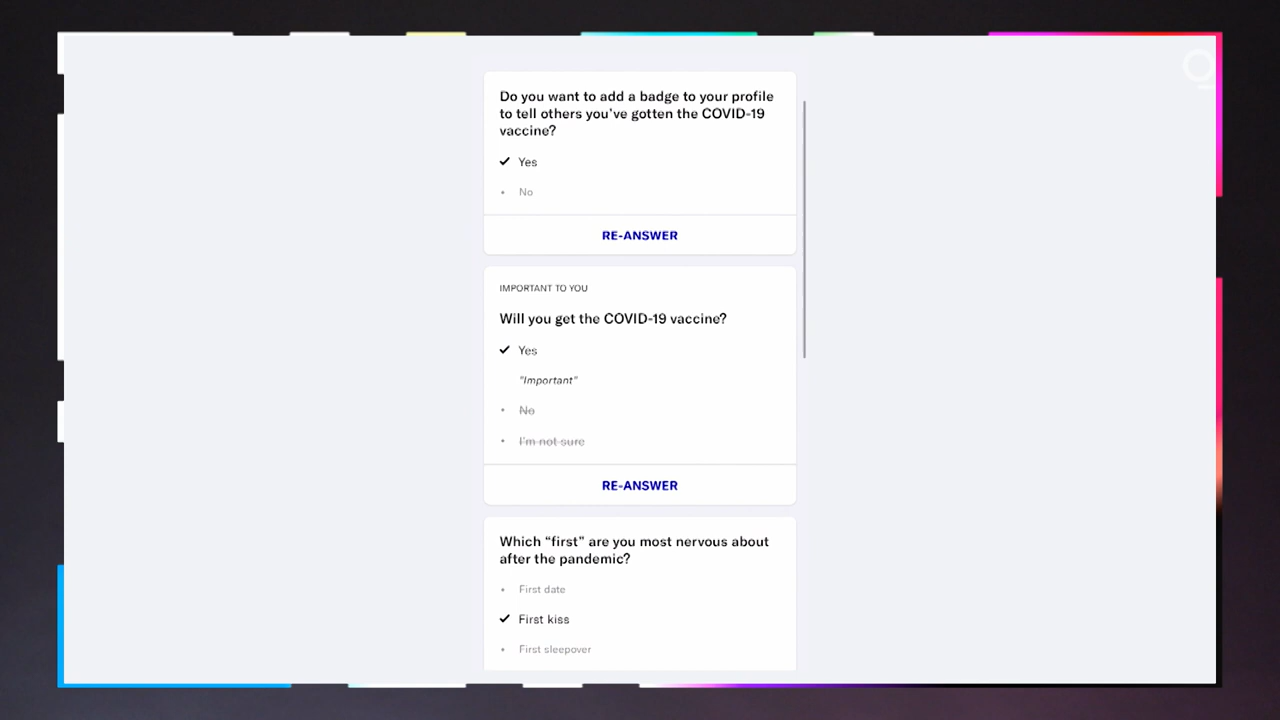 Do you want to add a badge to your profile
to tell others you've gotten the COVID-19
vaccine?
Yes
No
RE-ANSWER
IMPORTANT TO YOU
Will you get the COVID-19 vaccine?
Yes
"Important"
No
I'm not sure
RE-ANSWER
Which “first” are you most nervous about
after the pandemic?
First date
First kiss
First sleepover